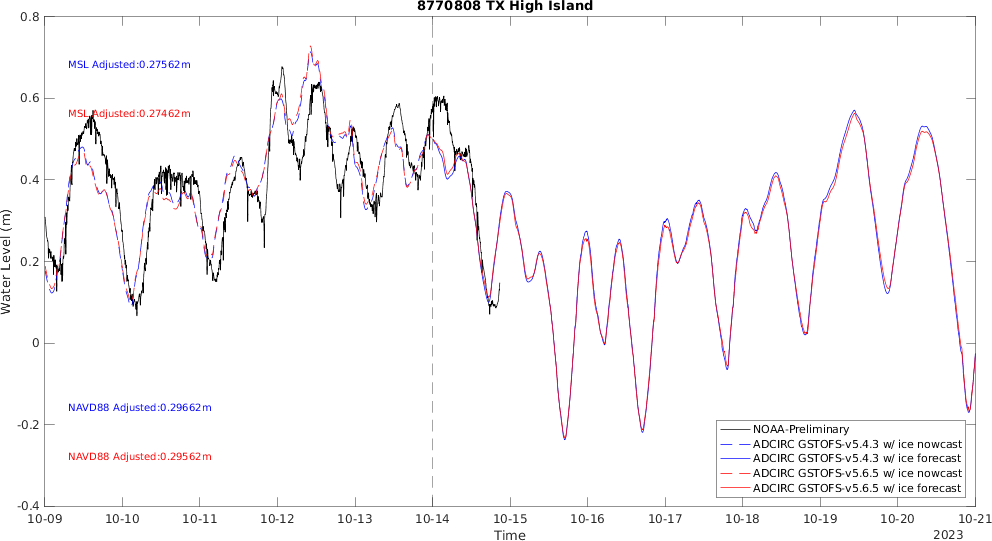 8770808 TX High Island
0.8
0.6
0.4
0.2
0
-0.2
-0.4
Water Level (m)
MSL Adjusted:0.27562m
MSL Adjusted:0.27462m
NAVD88 Adjusted:0.29662m
NAVD88 Adjusted:0.29562m
NOAA-Preliminary
ADCIRC GSTOFS-v5.4.3 w/ ice nowcast
ADCIRC GSTOFS-v5.4.3 w/ ice forecast
ADCIRC GSTOFS-v5.6.5 w/ ice nowcast
ADCIRC GSTOFS-v5.6.5 w/ ice forecast
10-09 10-10 10-11 10-12 10-13 10-14 10-15 10-16 10-17 10-18 10-19 10-20 10-21
Time
2023